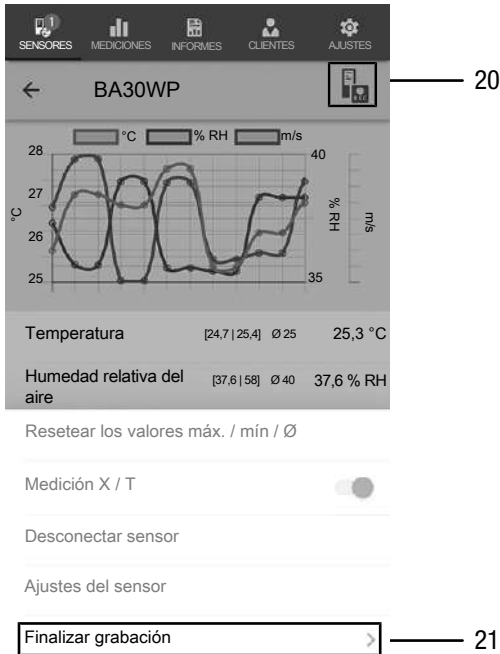 1
SENSORES MEDICIONES INFORMES CLIENTES AJUSTES
BA30WP
REC
20
°C % RH m/s
28 40
27
26
25 35
°C
% RH
m/s
Temperatura [24,7 | 25,4] Ø 25 25,3 °C
Humedad relativa del [37,6 | 58] Ø 40 37,6 % RH
aire
Resetear los valores máx. / mín / Ø
Medición X / T
Desconectar sensor
Ajustes del sensor
Finalizar grabación
21